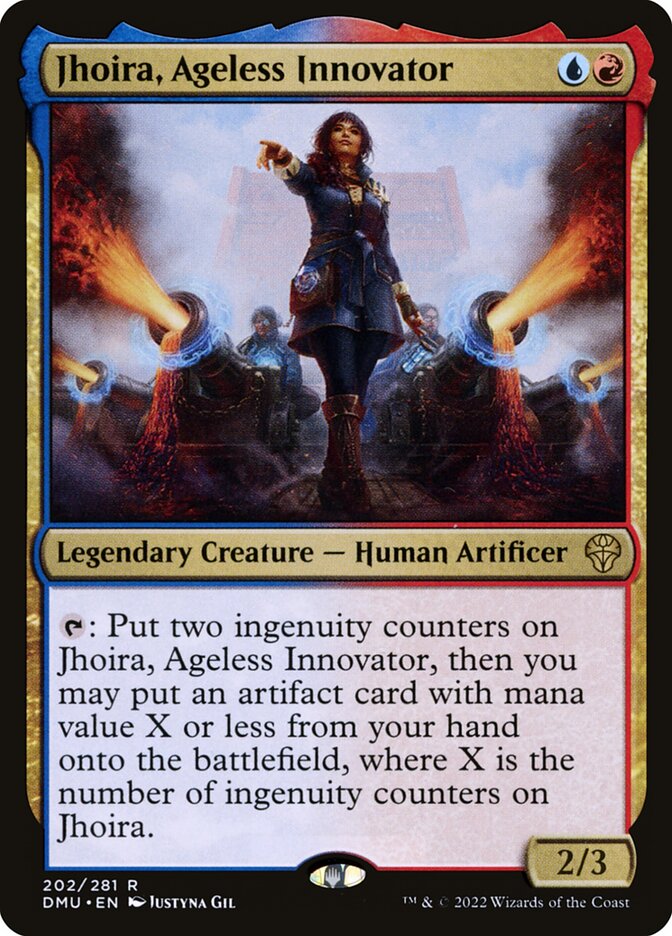 Jhoira, Ageless Innovator
Legendary Creature — Human Artificer
: Put two ingenuity counters on
Jhoira, Ageless Innovator, then you
may put an artifact card with mana
value X or less from your hand
onto the battlefield, where X is the
number of ingenuity counters on
Jhoira.
2/3
202/281 R
DMU • EN Justyna Gil
™ & © 2022 Wizards of the Coast